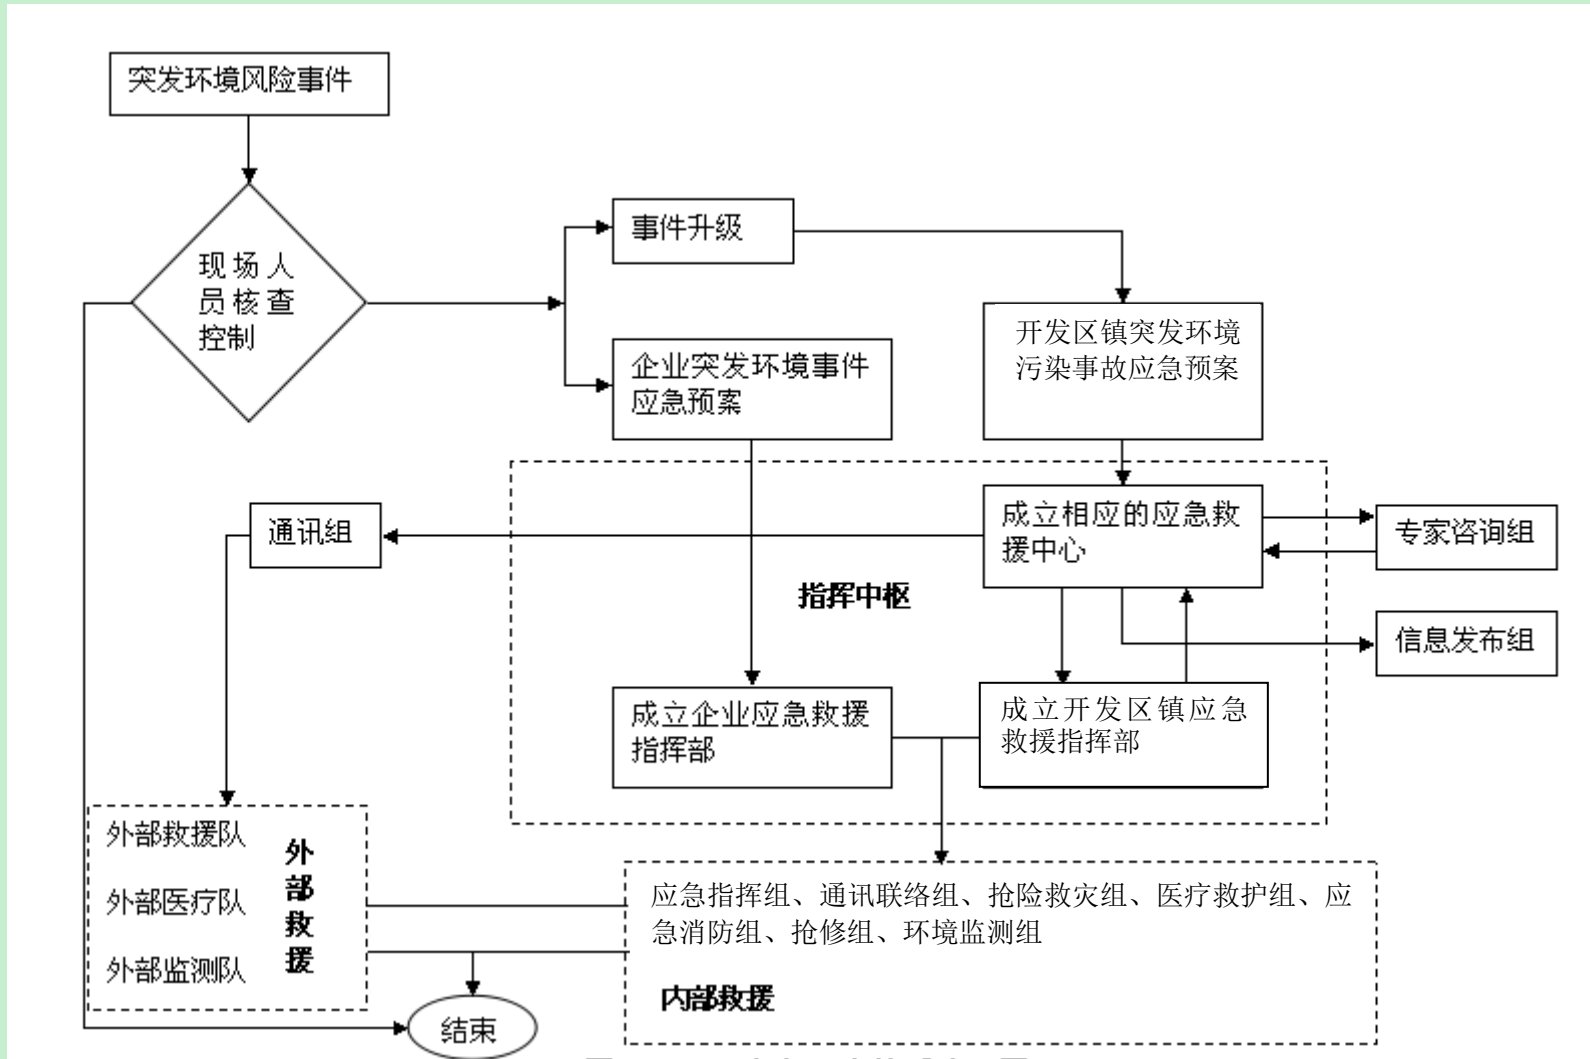 突发环境风险事件
现场人
员核查
控制
事件升级
企业突发环境事件
应急预案
开发区镇突发环境
污染事故应急预案
通讯组
成立相应的应急救
援中心
专家咨询组
指挥中枢
信息发布组
成立企业应急救援
指挥部
成立开发区镇应急
救援指挥部
外部救援队
外部医疗队
外部监测队
外
部
救
援
应急指挥组、通讯联络组、抢险救灾组、医疗救护组、应
急消防组、抢修组、环境监测组
内部救援
结束